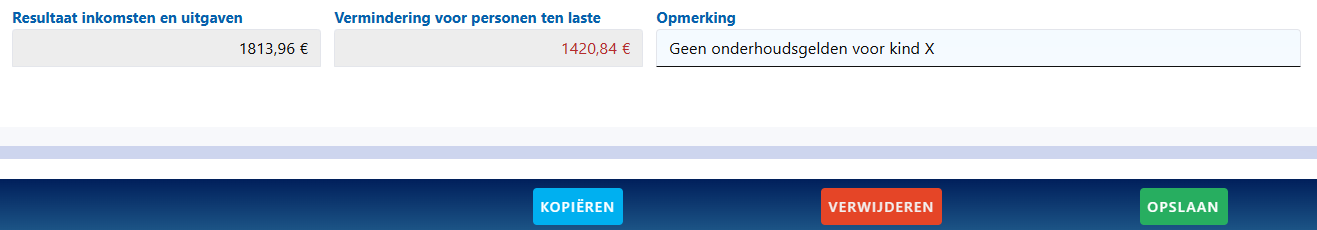 Resultaat inkomsten en uitgaven Vermindering voor personen ten laste Opmerking
1813,96 € 1420,84 € Geen onderhoudsgelden voor kind X
KOPIËREN VERWIJDEREN OPSLAAN